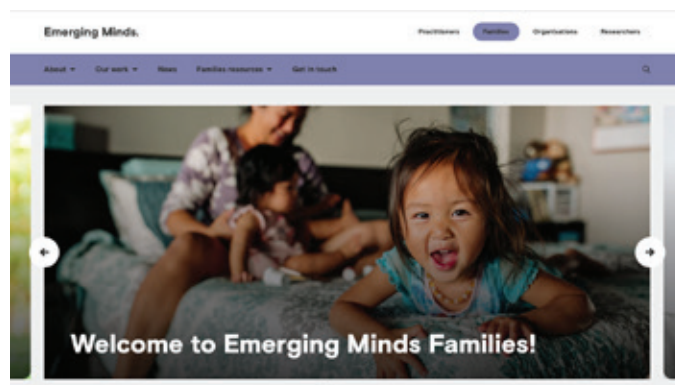 Emerging Minds.
Practitioners Families Organisations Researchers
About Our work News Families resources Get in touch
Welcome to Emerging Minds Families!